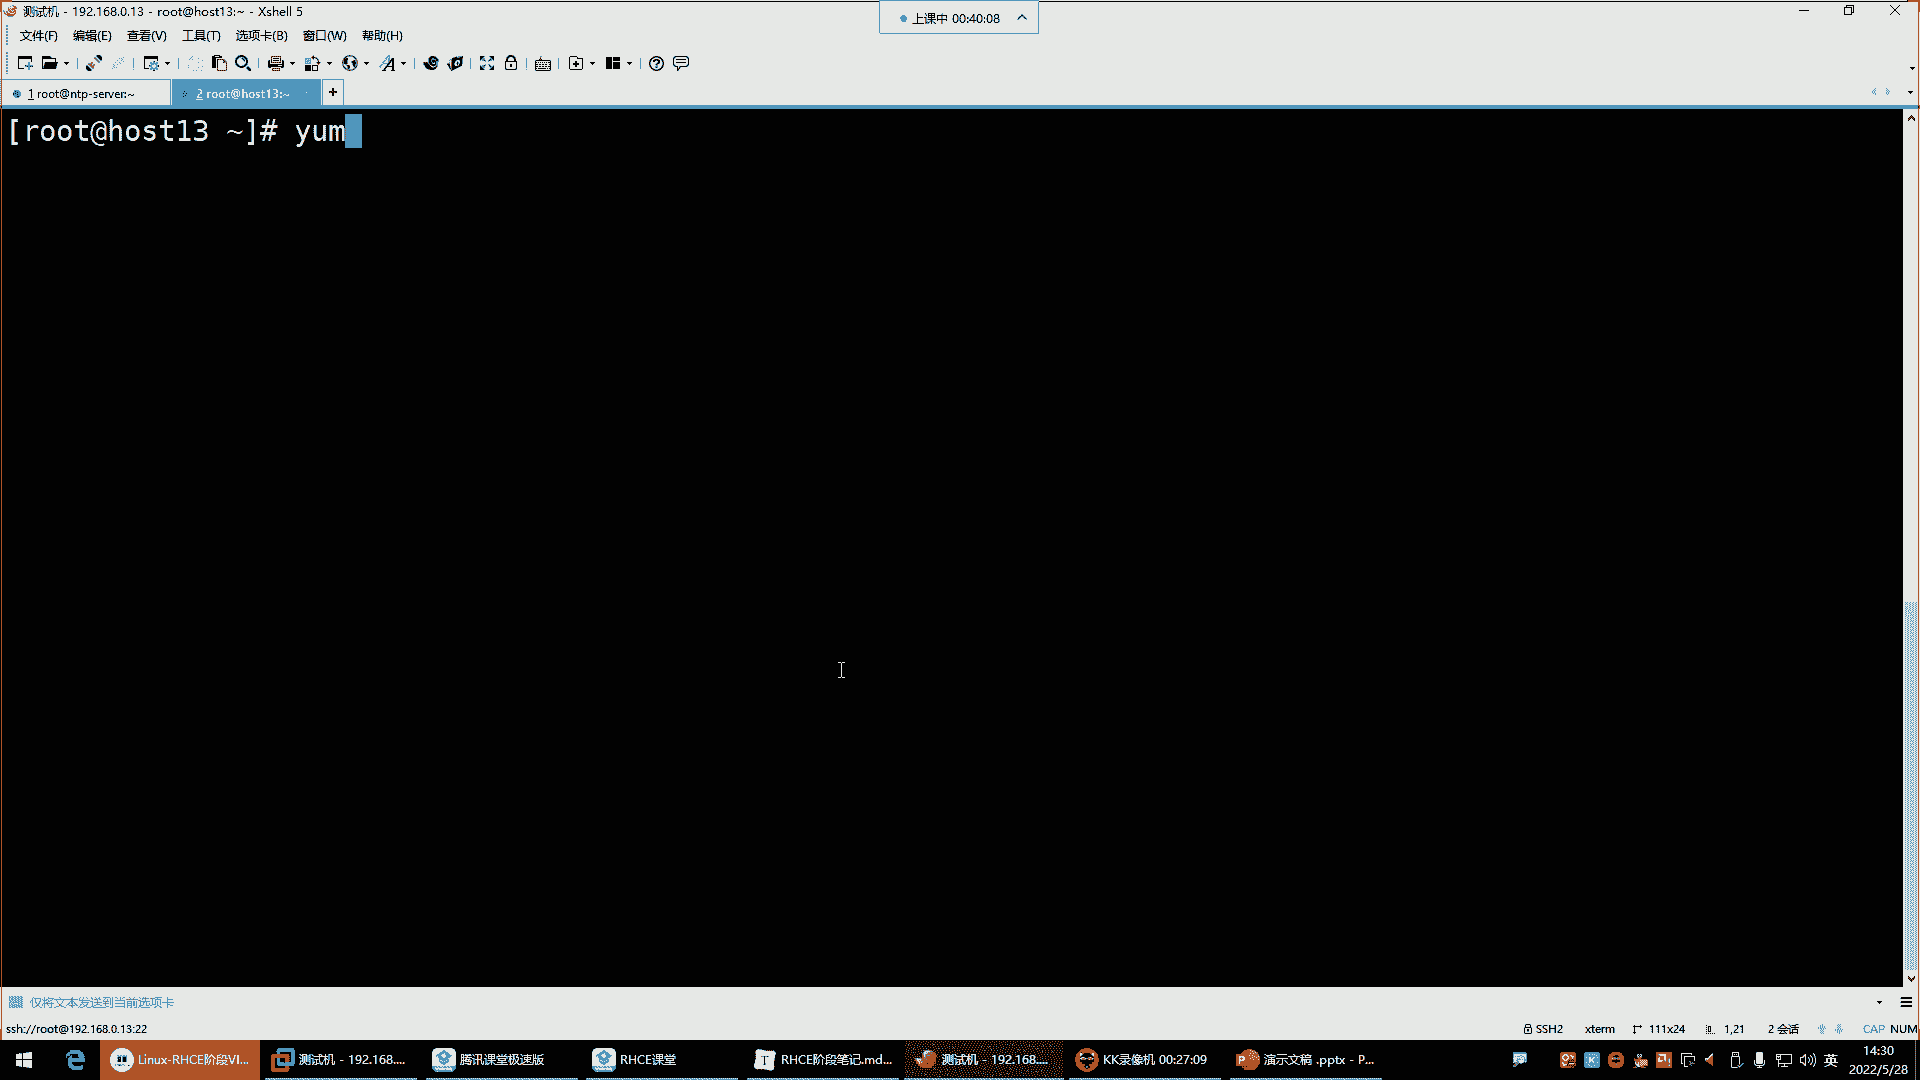 测试机 - 192.168.0.13 - root@host13:~ - Xshell 5
上课中 00:40:08
文件(F) 编辑(E) 查看(V) 工具(T) 选项卡(B) 窗口(W) 帮助(H)
1 root@ntp-server:~
2 root@host13:~
[root@host13 ~]# yum
仅将文本发送到当前选项卡
ssh://root@192.168.0.13:22
SSH2 xterm 111x24 1,21 2 会话 CAP NUM
Linux-RHCE阶段VI...
测试机 - 192.168....
腾讯课堂极速版
RHCE课堂
RHCE阶段笔记.md...
测试机 - 192.168....
KK录像机 00:27:09
演示文稿 .pptx - P...
英
14:30
2022/5/28